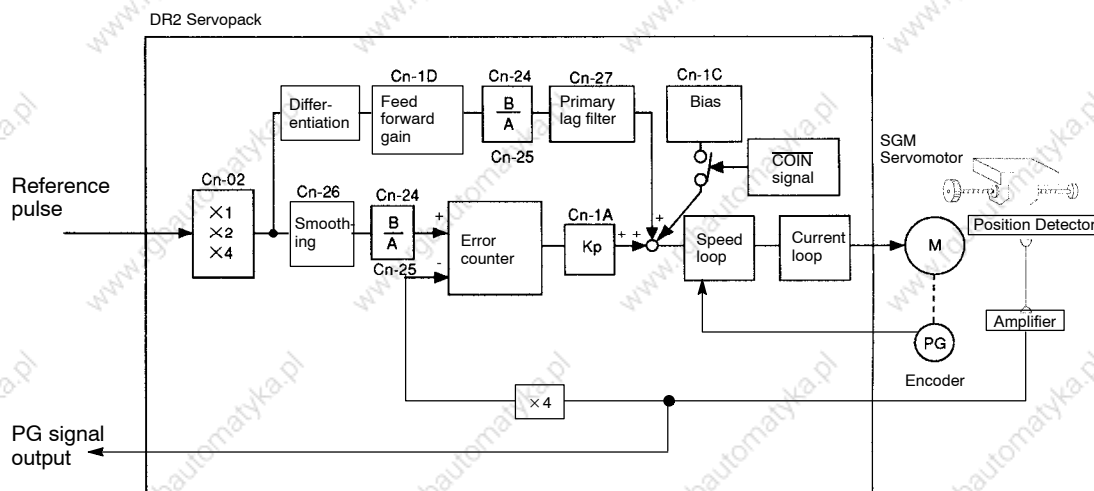 DR2 Servopack
Cn-1D
Cn-24
Cn-27
Cn-1C
Differ-
entiation
Feed
forward
gain
B
A
Primary
lag filter
Bias
Cn-25
COIN
signal
SGM
Servomotor
Reference
pulse
Cn-02
×1
×2
×4
Cn-26
Smooth-
ing
Cn-24
B
A
Cn-25
+
-
Error
counter
Cn-1A
Kp
+ +
+
Speed
loop
Current
loop
M
Position Detector
Amplifier
PG
Encoder
×4
PG signal
output
www.rgbautomatyka.pl